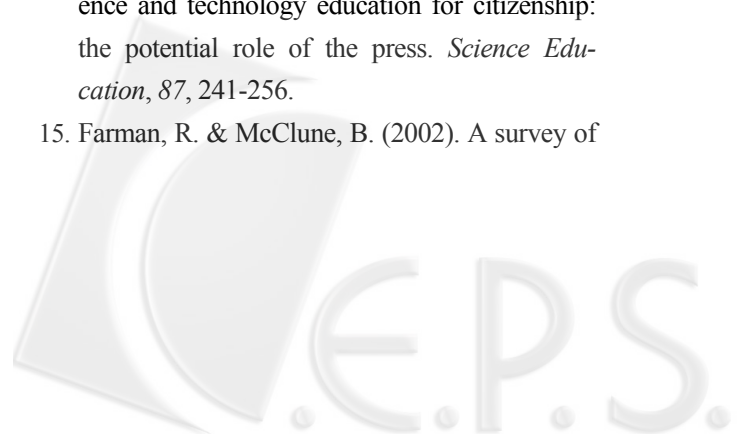 ence and technology education for citizenship:
the potential role of the press. Science Edu-
cation, 87, 241-256.
15. Farman, R. & McClune, B. (2002). A survey of
C.E.P.S.